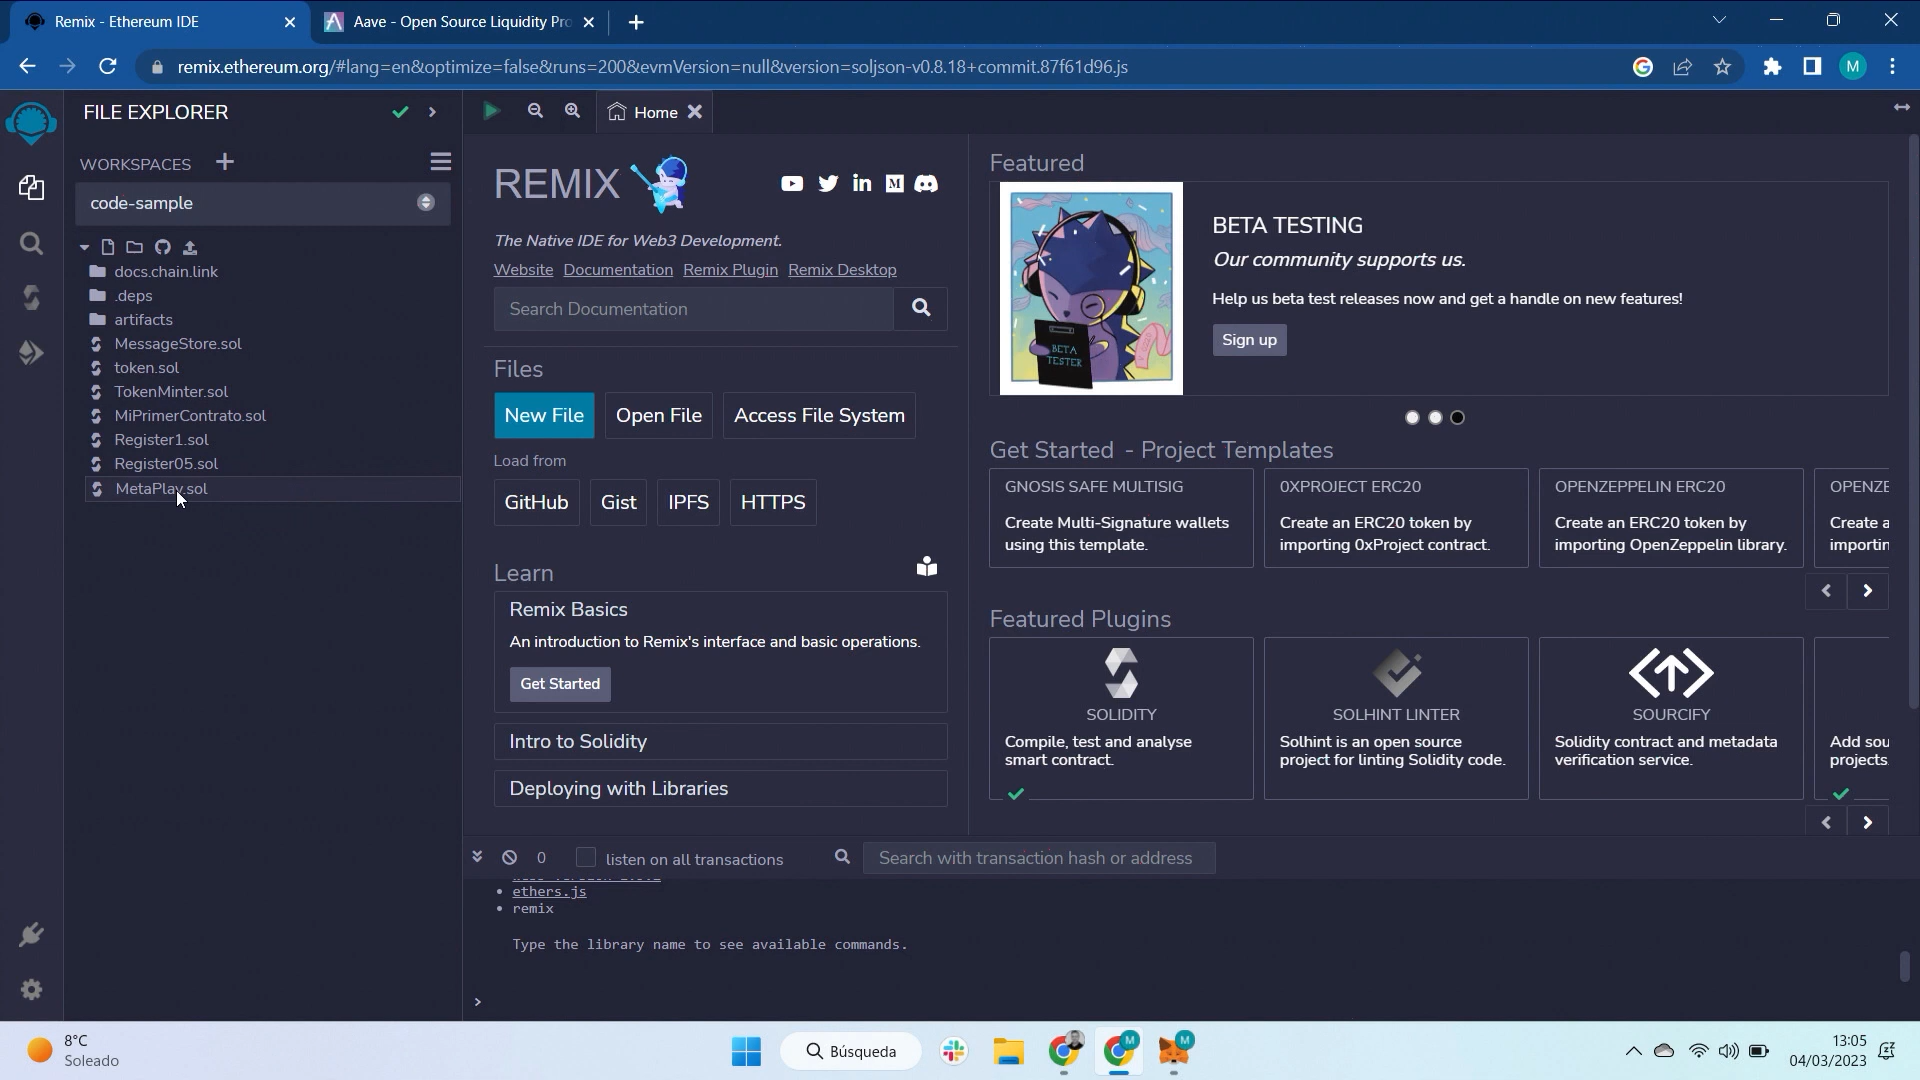 Remix - Ethereum IDE
Aave - Open Source Liquidity Pro
remix.ethereum.org/#lang=en&optimize=false&runs=200&evmVersion=null&version=soljson-v0.8.18+commit.87f61d96.js
M
FILE EXPLORER
WORKSPACES
code-sample
docs.chain.link
.deps
artifacts
MessageStore.sol
token.sol
TokenMinter.sol
MiPrimerContrato.sol
Register1.sol
Register05.sol
MetaPlay.sol
Home
REMIX
The Native IDE for Web3 Development.
Website Documentation Remix Plugin Remix Desktop
Search Documentation
Files
New File Open File Access File System
Load from
GitHub Gist IPFS HTTPS
Learn
Remix Basics
An introduction to Remix's interface and basic operations.
Get Started
Intro to Solidity
Deploying with Libraries
Featured
BETA TESTER
BETA TESTING
Our community supports us.
Help us beta test releases now and get a handle on new features!
Sign up
Get Started - Project Templates
GNOSIS SAFE MULTISIG
Create Multi-Signature wallets
using this template.
0XPROJECT ERC20
Create an ERC20 token by
importing 0xProject contract.
OPENZEPPELIN ERC20
Create an ERC20 token by
importing OpenZeppelin library.
OPENZE
Create a
importin
Featured Plugins
SOLIDITY
Compile, test and analyse
smart contract.
SOLHINT LINTER
Solhint is an open source
project for linting Solidity code.
SOURCIFY
Solidity contract and metadata
verification service.
Add sou
projects.
0
listen on all transactions
Search with transaction hash or address
• ethers.js
• remix
Type the library name to see available commands.
>
8°C
Soleado
Búsqueda
M
M
13:05
04/03/2023